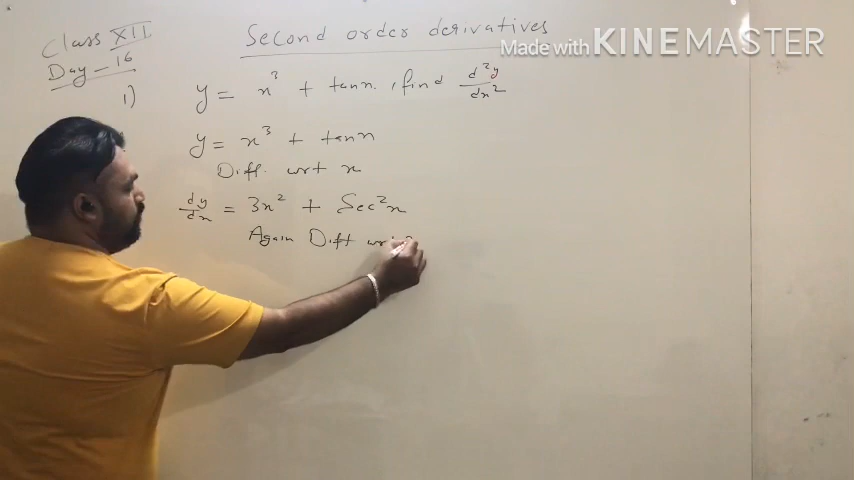 Class XII
Day - 16
Second order derivatives
Made with KINEMASTER
1) y = x³ + tanx. , find d²y/dx²
y = x³ + tanx
Diff. wrt x
dy/dx = 3x² + Sec²x
Again Diff